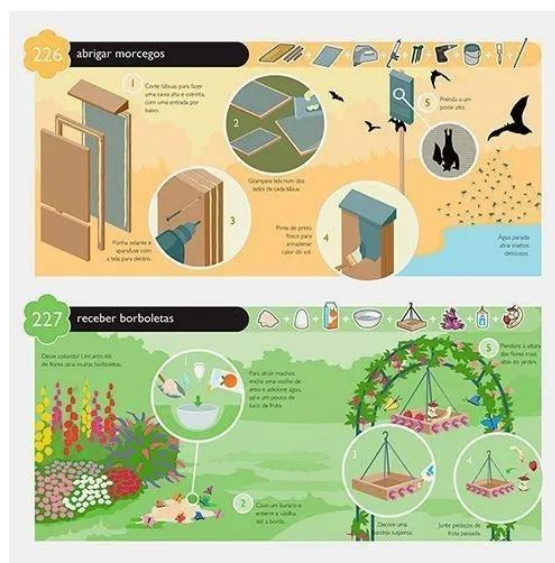 226 abrigar morcegos
1
Corte tábuas para fazer
uma caixa alta e estreita,
com uma entrada por
baixo.
2
Grampeie tela num dos
lados de cada tábua.
3
Ponha selante e
aparafuse com
a tela para dentro.
4
Pinte de preto
fosco para
armazenar
calor do sol.
5
Prenda a um
poste alto.
Água parada
atrai insetos
deliciosos.
227 receber borboletas
Deixe colorido! Um arco-íris
de flores atrai muitas borboletas.
Para atrair machos,
encha uma vasilha de
areia e adicione água,
sal e um pouco de
suco de fruta.
2
Cave um buraco e
enterre a vasilha
até a borda.
3
Decore uma
bandeja suspensa.
4
Junte pedaços de
fruta passada.
5
Pendure à altura
das flores mais
altas do jardim.